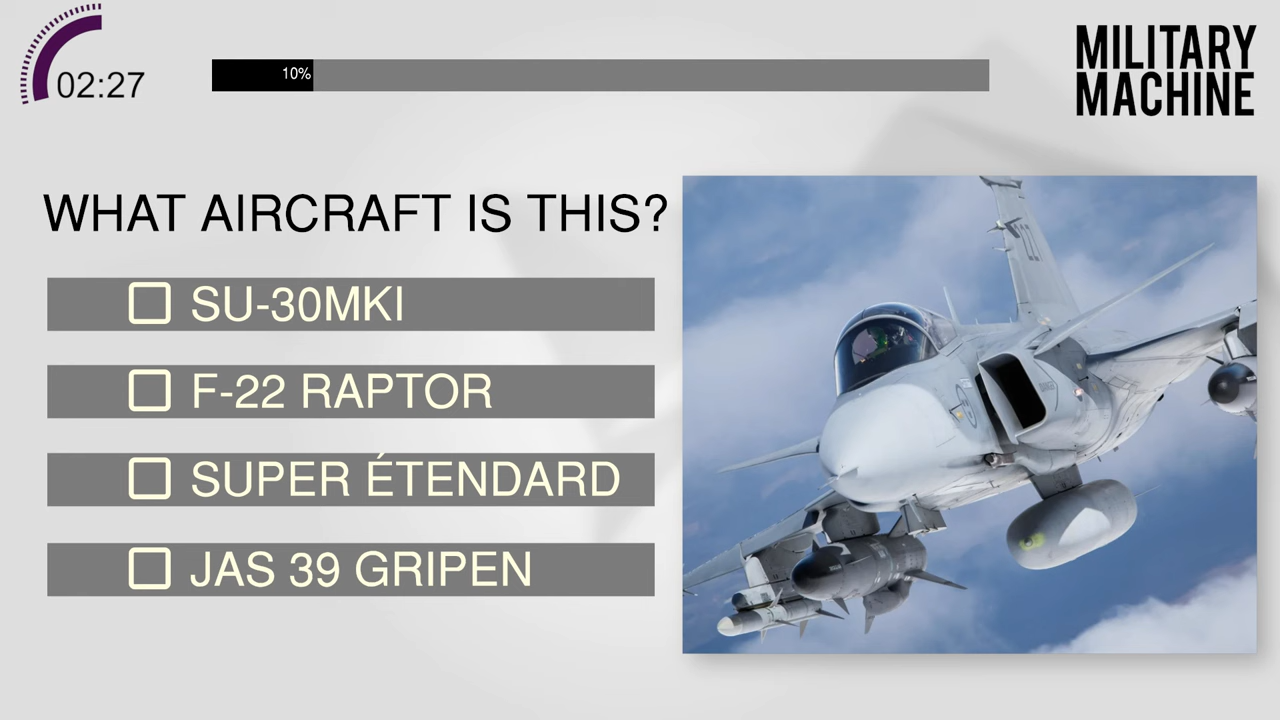 02:27
10%
MILITARY
MACHINE
WHAT AIRCRAFT IS THIS?
SU-30MKI
F-22 RAPTOR
SUPER ÉTENDARD
JAS 39 GRIPEN